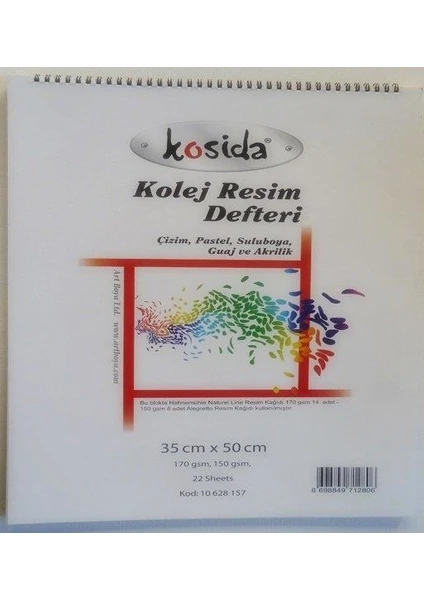 kosida®
Kolej Resim
Defteri
Çizim, Pastel, Suluboya,
Guaj ve Akrilik
Art Boya Ltd. www.artboya.com
Bu blokta Hahnemühle Naturel Line Resim Kağıdı 170 gsm 14 adet -
150 gsm 8 adet Alegretto Resim Kağıdı kullanılmıştır.
35 cm x 50 cm
170 gsm, 150 gsm,
22 Sheets
Kod: 10 628 157
8 698849 712806